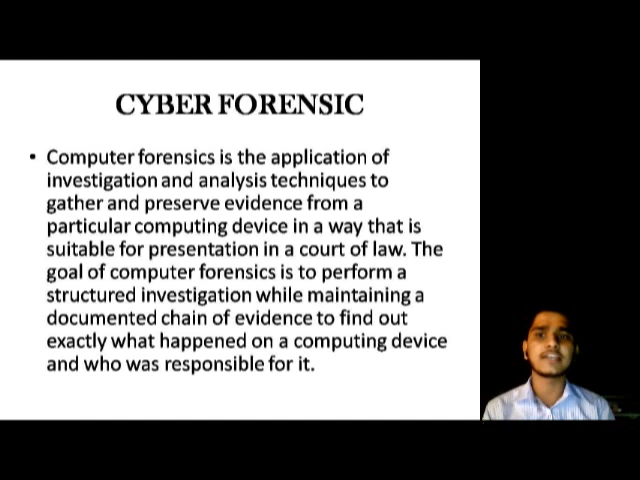 CYBER FORENSIC
• Computer forensics is the application of
investigation and analysis techniques to
gather and preserve evidence from a
particular computing device in a way that is
suitable for presentation in a court of law. The
goal of computer forensics is to perform a
structured investigation while maintaining a
documented chain of evidence to find out
exactly what happened on a computing device
and who was responsible for it.